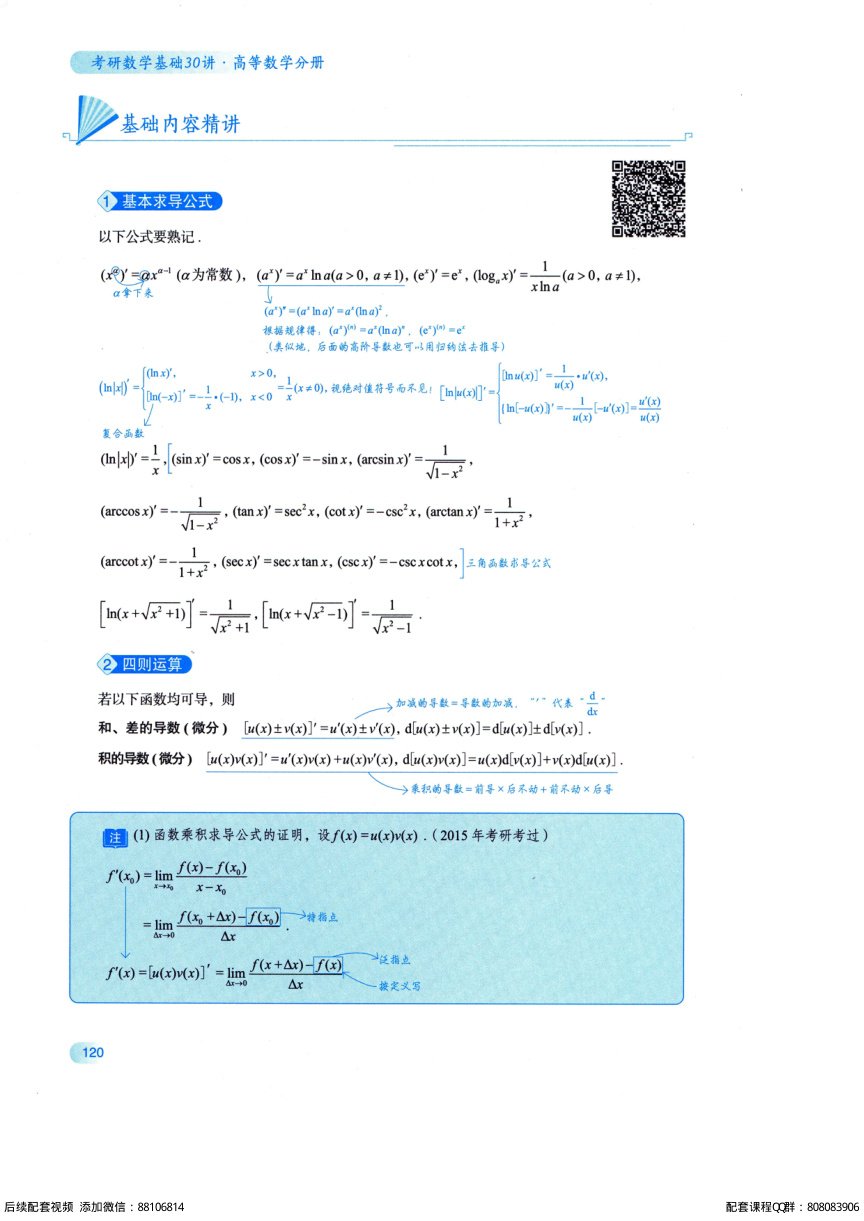 考研数学基础30讲·高等数学分册
基础内容精讲
1 基本求导公式
以下公式要熟记.
(x^α)′=αx^(α−1) (α为常数), (a^x)′=a^x ln a(a>0, a≠1), (e^x)′=e^x, (log_a x)′=1/(x ln a)(a>0, a≠1),
α拿下来
(a^x)″=(a^x ln a)′=a^x(ln a)²,
根据规律得, (a^x)^(n)=a^x(ln a)^n, (e^x)^(n)=e^x
(类似地, 后面的高阶导数也可以用归纳法去推导)
(ln|x|)′={(ln x)′, x>0, [ln(−x)]′=−1/x·(−1), x<0 =1/x(x≠0), 视绝对值符号而不见! [ln|u(x)|]′={[ln u(x)]′=1/u(x)·u′(x), {ln[−u(x)]}′=−1/u(x)[−u′(x)]=u′(x)/u(x)
复合函数
(ln|x|)′=1/x, [(sin x)′=cos x, (cos x)′=−sin x, (arcsin x)′=1/√(1−x²),
(arccos x)′=−1/√(1−x²), (tan x)′=sec²x, (cot x)′=−csc²x, (arctan x)′=1/(1+x²),
(arccot x)′=−1/(1+x²), (sec x)′=sec x tan x, (csc x)′=−csc x cot x, ]三角函数求导公式
[ln(x+√(x²+1))]′=1/√(x²+1), [ln(x+√(x²−1))]′=1/√(x²−1).
2 四则运算
若以下函数均可导, 则
加减的导数=导数的加减. "′"代表"d/dx"
和、差的导数(微分) [u(x)±v(x)]′=u′(x)±v′(x), d[u(x)±v(x)]=d[u(x)]±d[v(x)].
积的导数(微分) [u(x)v(x)]′=u′(x)v(x)+u(x)v′(x), d[u(x)v(x)]=u(x)d[v(x)]+v(x)d[u(x)].
乘积的导数=前导×后不动+前不动×后导
注 (1) 函数乘积求导公式的证明, 设f(x)=u(x)v(x).(2015年考研考过)
f′(x₀)=lim x→x₀ (f(x)−f(x₀))/(x−x₀)
=lim Δx→0 (f(x₀+Δx)−f(x₀))/Δx. 特指点
泛指点
f′(x)=[u(x)v(x)]′=lim Δx→0 (f(x+Δx)−f(x))/Δx
按定义写
120
后续配套视频 添加微信：88106814
配套课程QQ群：808083906